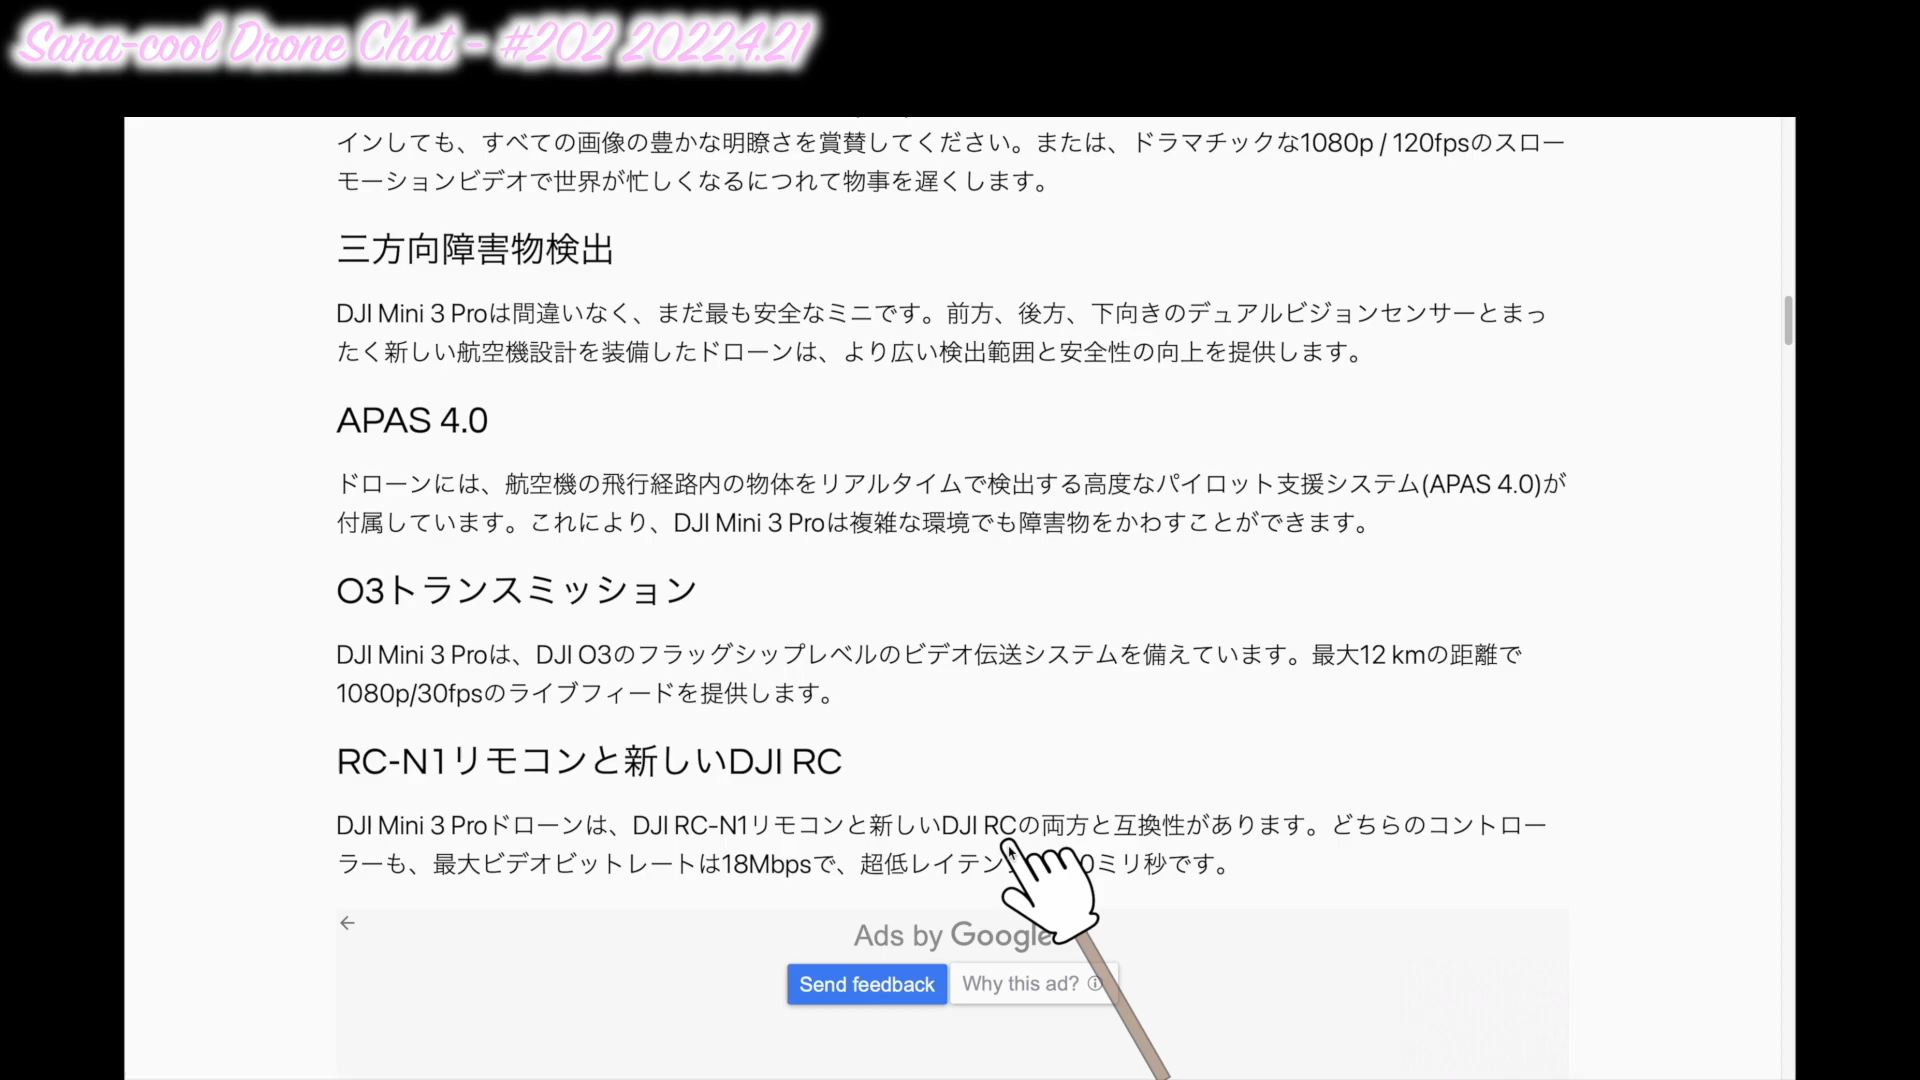 Sara-cool Drone Chat - #202 2022.4.21
インしても、すべての画像の豊かな明瞭さを賞賛してください。または、ドラマチックな1080p / 120fpsのスロー
モーションビデオで世界が忙しくなるにつれて物事を遅くします。
三方向障害物検出
DJI Mini 3 Proは間違いなく、まだ最も安全なミニです。前方、後方、下向きのデュアルビジョンセンサーとまっ
たく新しい航空機設計を装備したドローンは、より広い検出範囲と安全性の向上を提供します。
APAS 4.0
ドローンには、航空機の飛行経路内の物体をリアルタイムで検出する高度なパイロット支援システム(APAS 4.0)が
付属しています。これにより、DJI Mini 3 Proは複雑な環境でも障害物をかわすことができます。
O3トランスミッション
DJI Mini 3 Proは、DJI O3のフラッグシップレベルのビデオ伝送システムを備えています。最大12 kmの距離で
1080p/30fpsのライブフィードを提供します。
RC-N1リモコンと新しいDJI RC
DJI Mini 3 Proドローンは、DJI RC-N1リモコンと新しいDJI RCの両方と互換性があります。どちらのコントロー
ラーも、最大ビデオビットレートは18Mbpsで、超低レイテン 0ミリ秒です。
Ads by Google
Send feedback
Why this ad?